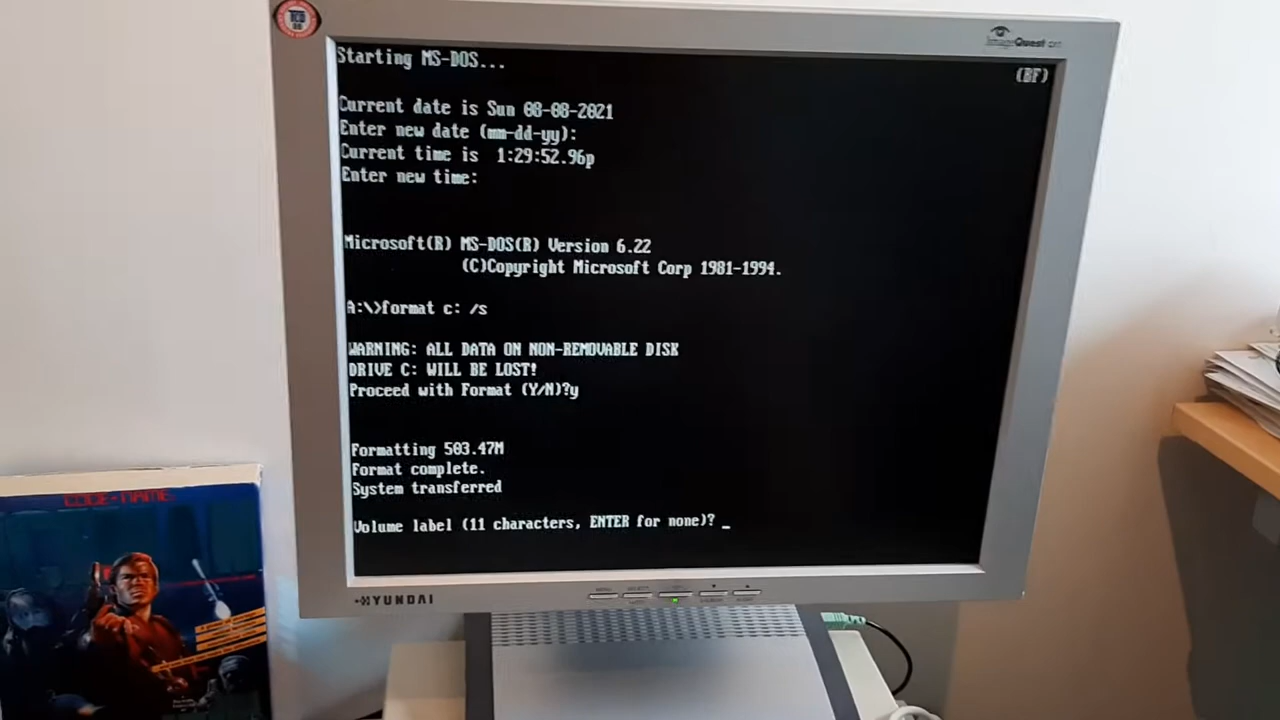 TCO
99
ImageQuest
Starting MS-DOS...
(BF)
Current date is Sun 08-08-2021
Enter new date (mm-dd-yy):
Current time is  1:29:52.96p
Enter new time:
Microsoft(R) MS-DOS(R) Version 6.22
(C)Copyright Microsoft Corp 1981-1994.
A:\>format c: /s
WARNING: ALL DATA ON NON-REMOVABLE DISK
DRIVE C: WILL BE LOST!
Proceed with Format (Y/N)?y
Formatting 503.47M
Format complete.
System transferred
Volume label (11 characters, ENTER for none)? _
HYUNDAI
CODE-NAME: